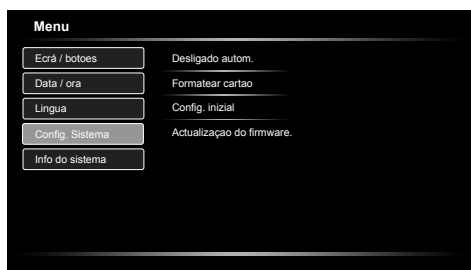 Menu
Ecrá / botoes
Data / ora
Lingua
Config. Sistema
Info do sistema
Desligado autom.
Formatear cartao
Config. inizial
Actualizaçao do firmware.